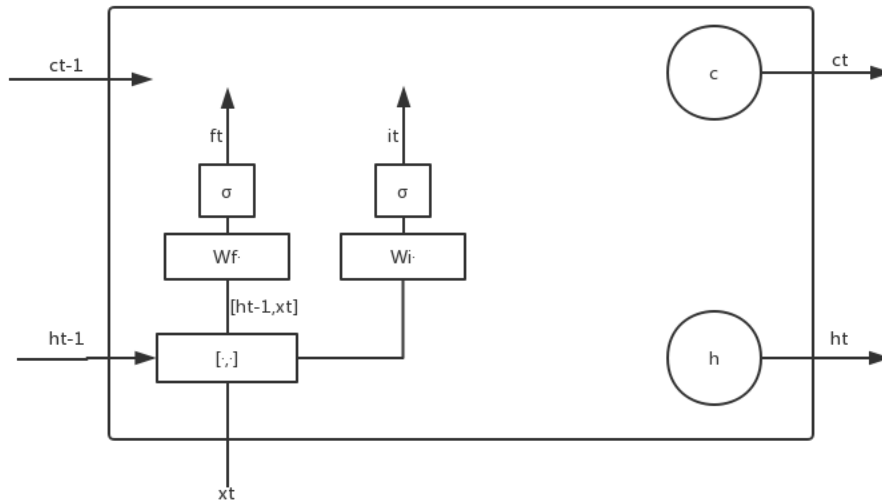 ct-1
c
ct
ft
it
σ
σ
Wf·
Wi·
[ht-1,xt]
ht-1
[·,·]
h
ht
xt